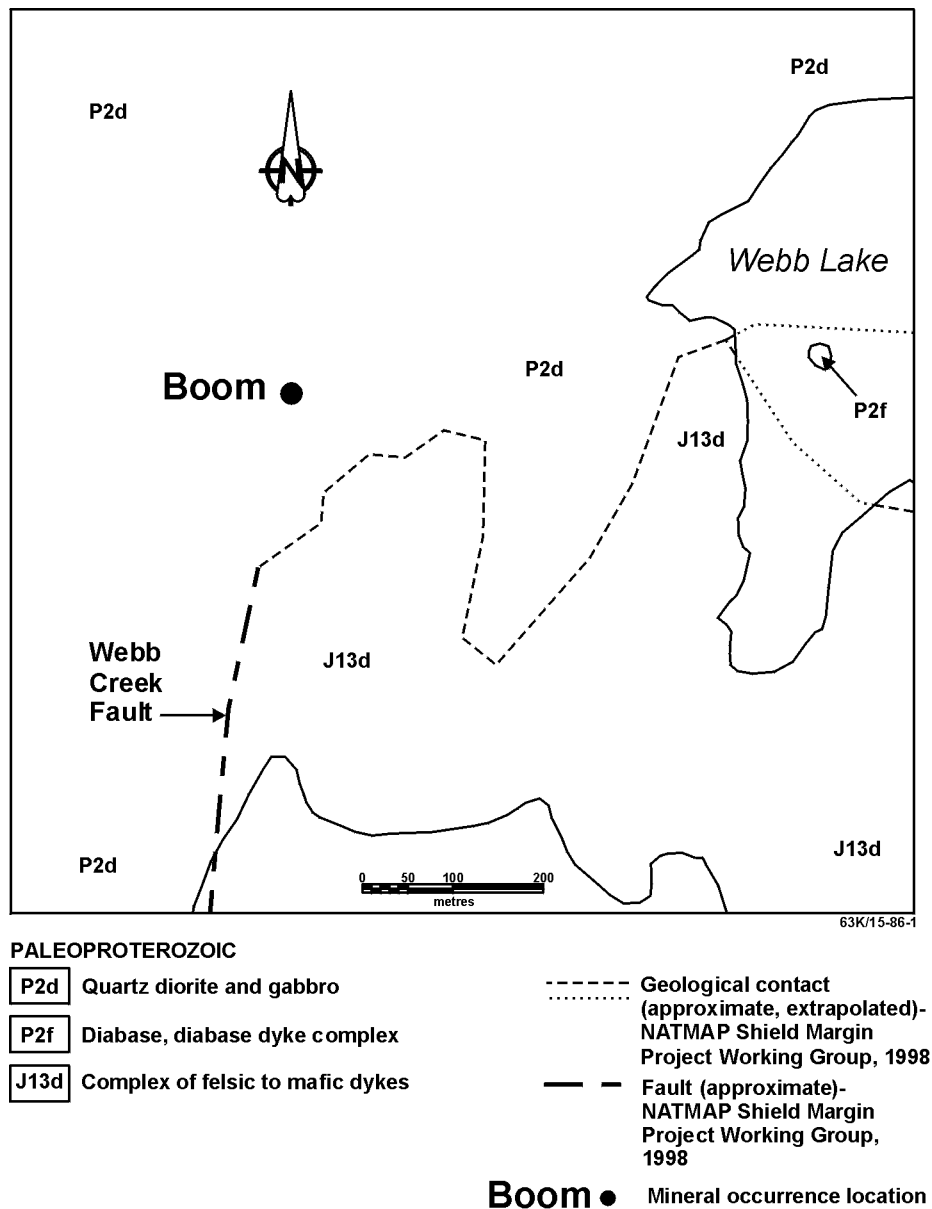 P2d
P2d
N
Webb Lake
Boom
P2d
P2f
J13d
Webb
Creek
Fault
J13d
P2d
J13d
0 50 100 200
metres
63K/15-86-1
PALEOPROTEROZOIC
P2d Quartz diorite and gabbro
P2f Diabase, diabase dyke complex
J13d Complex of felsic to mafic dykes
Geological contact
(approximate, extrapolated)-
NATMAP Shield Margin
Project Working Group, 1998
Fault (approximate)-
NATMAP Shield Margin
Project Working Group,
1998
Boom Mineral occurrence location